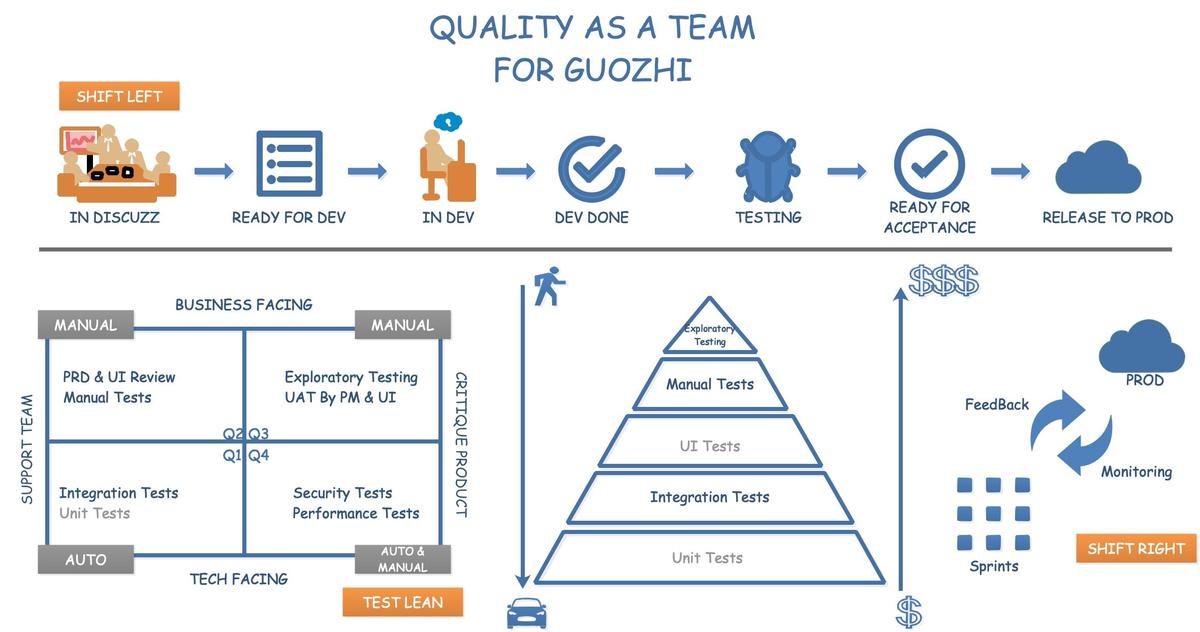 QUALITY AS A TEAM
FOR GUOZHI
SHIFT LEFT
IN DISCUZZ
READY FOR DEV
IN DEV
DEV DONE
TESTING
READY FOR
ACCEPTANCE
RELEASE TO PROD
BUSINESS FACING
MANUAL
MANUAL
PRD & UI Review
Manual Tests
Exploratory Testing
UAT By PM & UI
SUPPORT TEAM
CRITIQUE PRODUCT
Q2 Q3
Q1 Q4
Integration Tests
Unit Tests
Security Tests
Performance Tests
AUTO
AUTO &
MANUAL
TECH FACING
TEST LEAN
Exploratory
Testing
Manual Tests
UI Tests
Integration Tests
Unit Tests
$$$
$
PROD
FeedBack
Monitoring
Sprints
SHIFT RIGHT